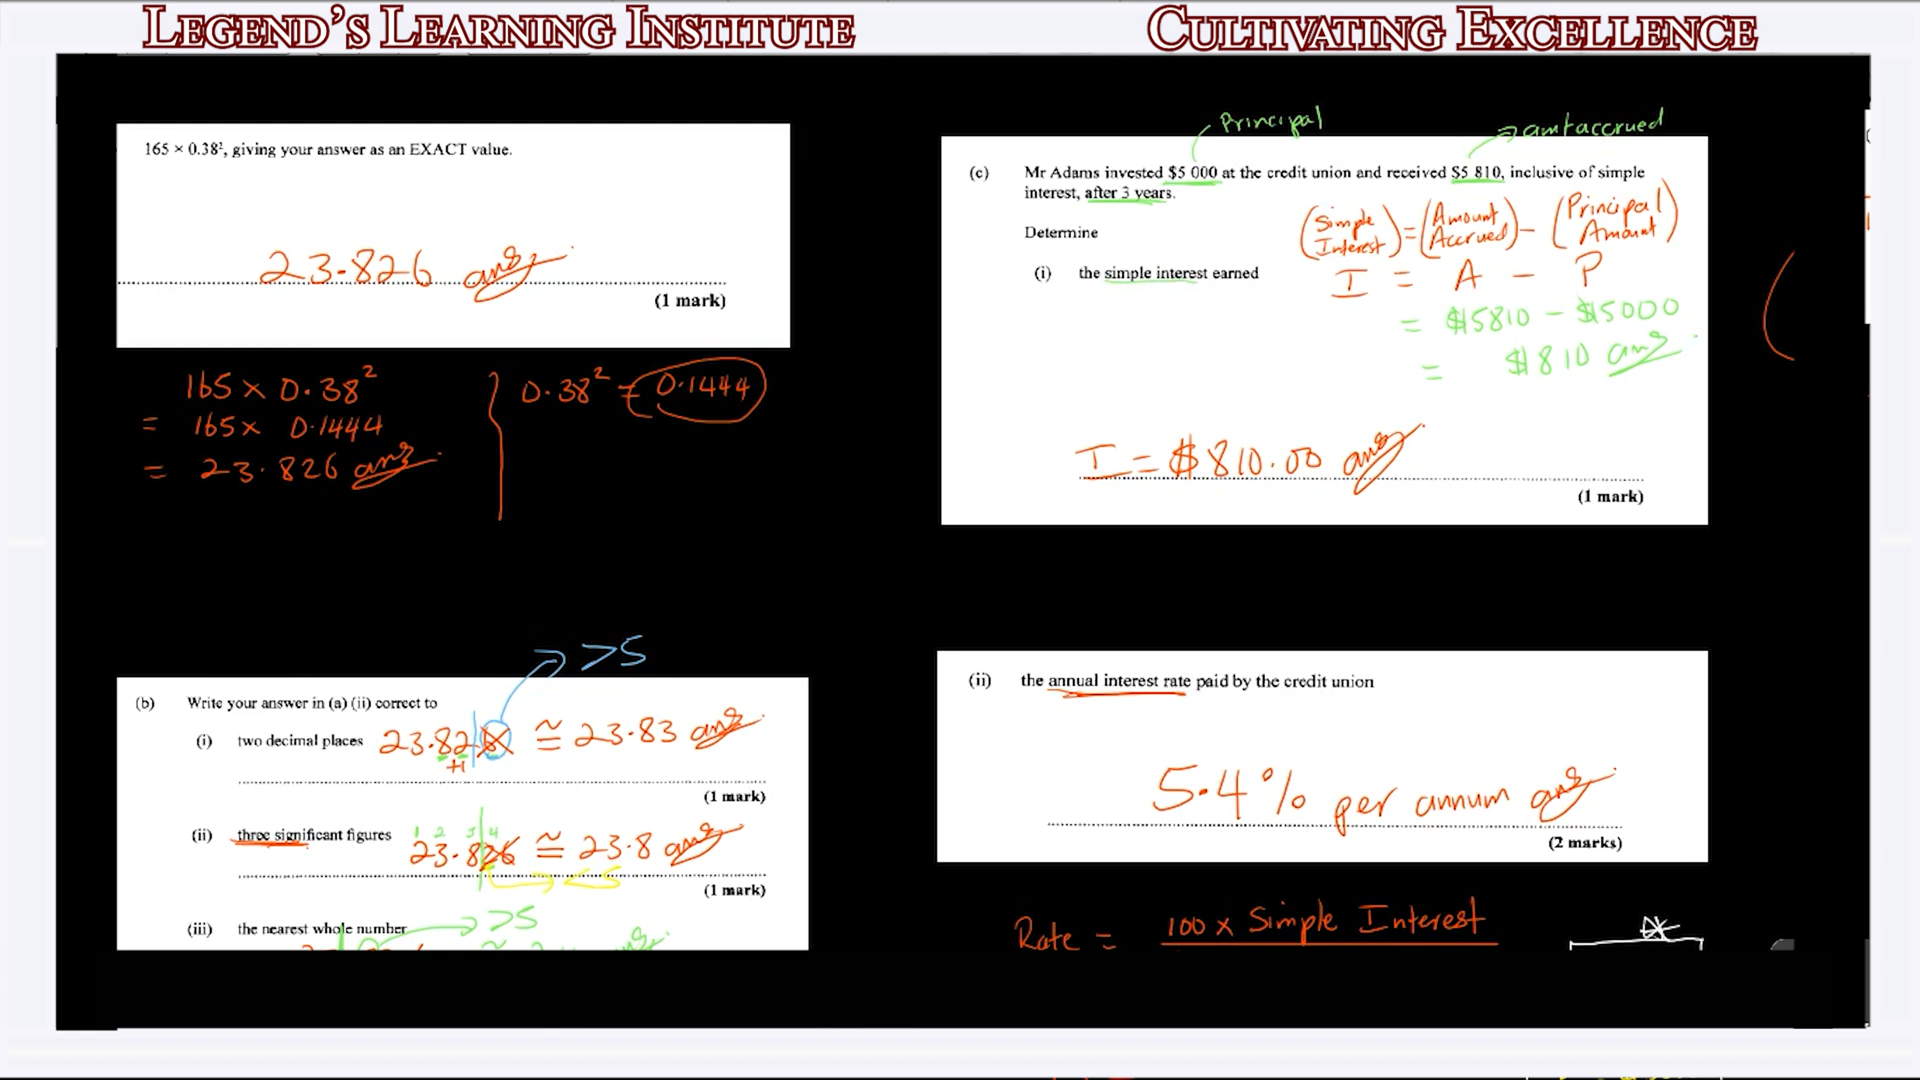 LEGEND'S LEARNING INSTITUTE
CULTIVATING EXCELLENCE
165 × 0.38², giving your answer as an EXACT value.
23.826 ans
(1 mark)
165 × 0.38²
= 165 × 0.1444
= 23.826 ans
0.38² = 0.1444
(b) Write your answer in (a) (ii) correct to
>5
(i) two decimal places 23.826 ≅ 23.83 ans
+1
(1 mark)
1 2 3 4
(ii) three significant figures 23.826 ≅ 23.8 ans
<5
(1 mark)
>5
(iii) the nearest whole number
Principal
amt accrued
(c) Mr Adams invested $5 000 at the credit union and received $5 810, inclusive of simple
interest, after 3 years.
Determine
(Simple Interest) = (Amount Accrued) − (Principal Amount)
(i) the simple interest earned
I = A − P
= $5810 − $5000
= $810 ans
I = $810.00 ans
(1 mark)
(ii) the annual interest rate paid by the credit union
5.4% per annum ans
(2 marks)
Rate = 100 × Simple Interest